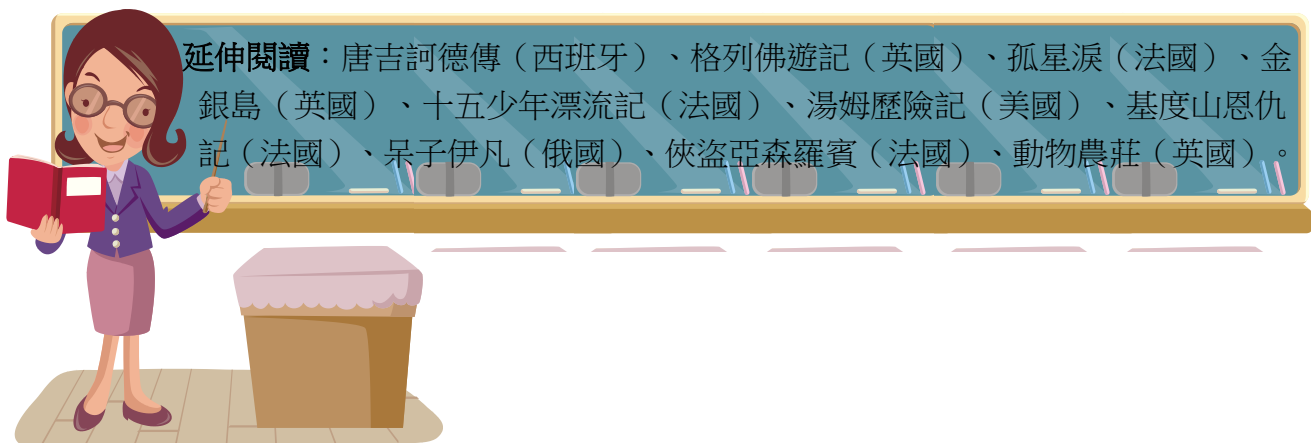 延伸閱讀：唐吉訶德傳（西班牙）、格列佛遊記（英國）、孤星淚（法國）、金
銀島（英國）、十五少年漂流記（法國）、湯姆歷險記（美國）、基度山恩仇
記（法國）、呆子伊凡（俄國）、俠盜亞森羅賓（法國）、動物農莊（英國）。